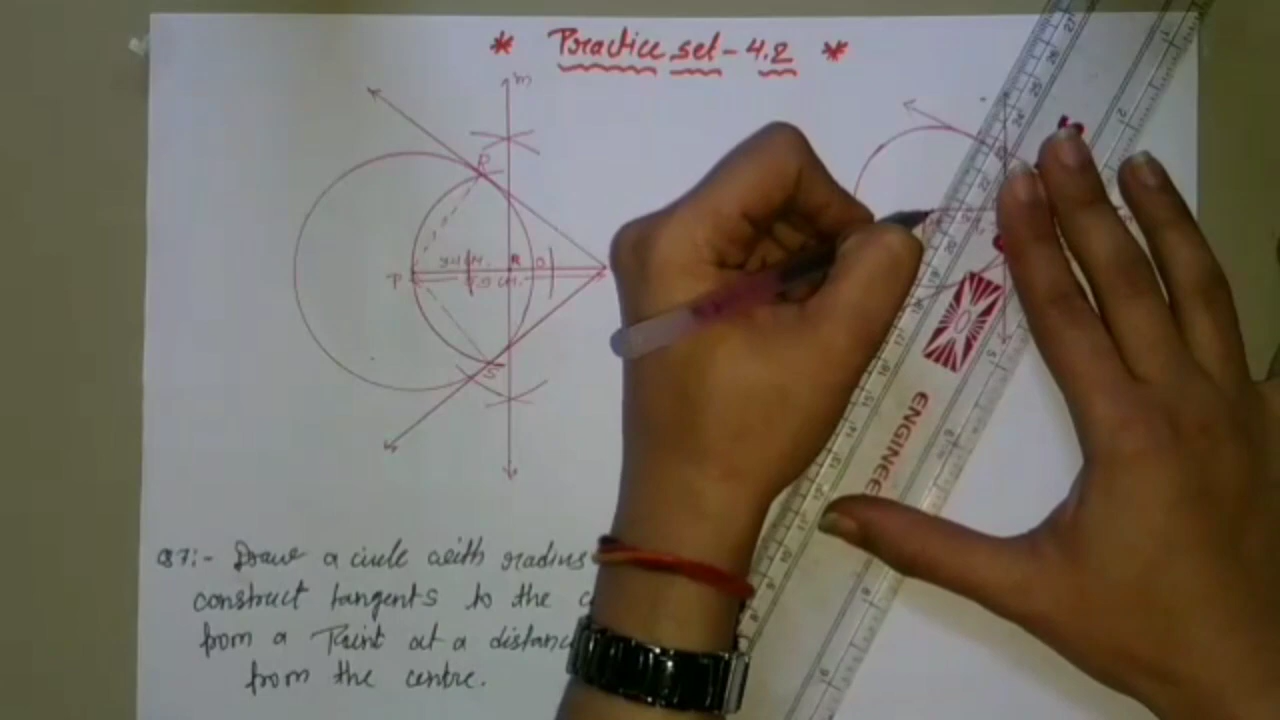 * Practice set - 4.2 *
m
R
P R O
S
Q7:- Draw a circle with radius
construct tangents to the c
from a Point at a distanc
from the centre.
ENGINEE